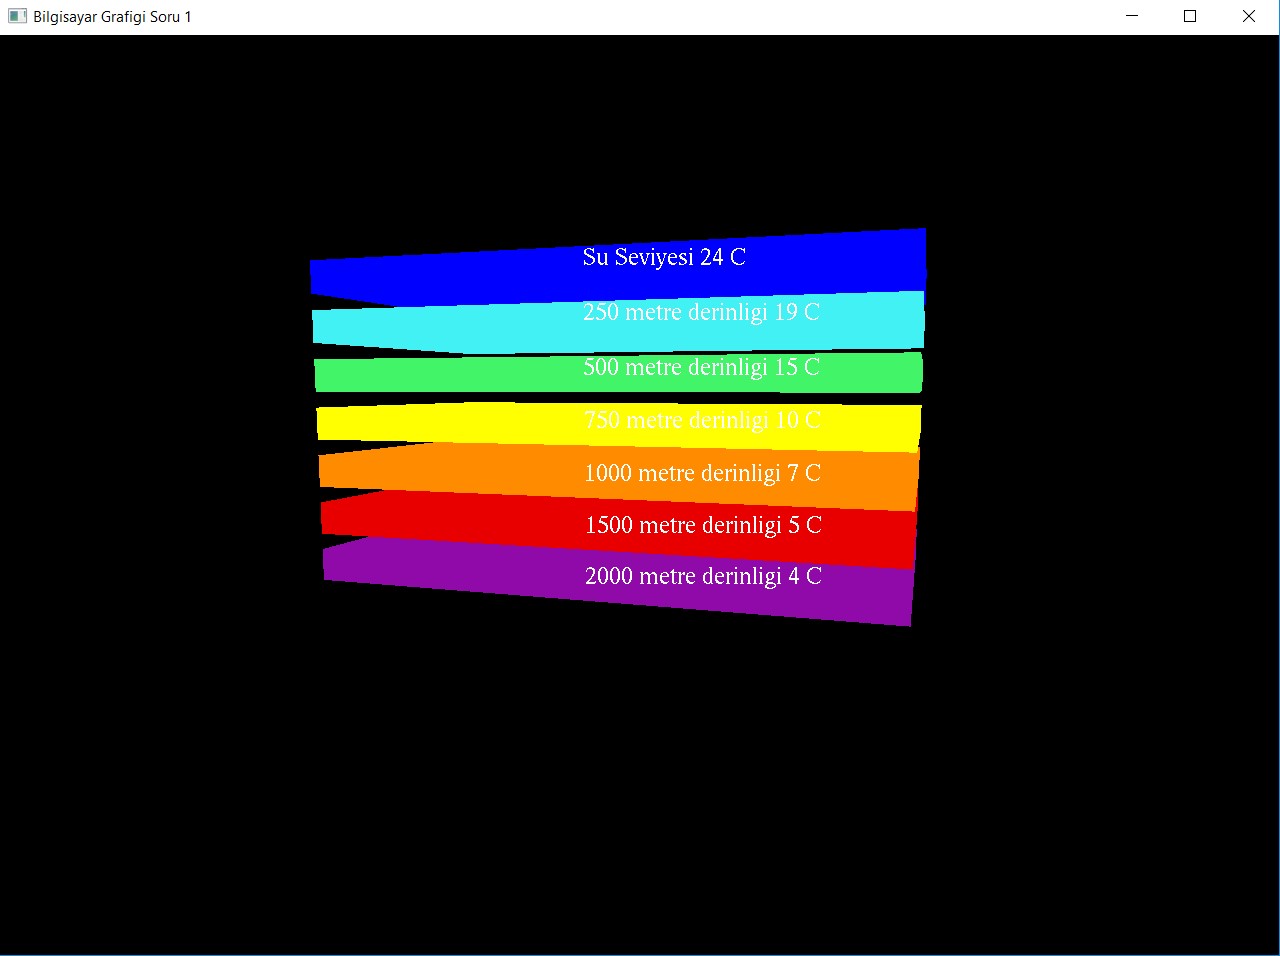 Bilgisayar Grafigi Soru 1
Su Seviyesi 24 C
250 metre derinligi 19 C
500 metre derinligi 15 C
750 metre derinligi 10 C
1000 metre derinligi 7 C
1500 metre derinligi 5 C
2000 metre derinligi 4 C